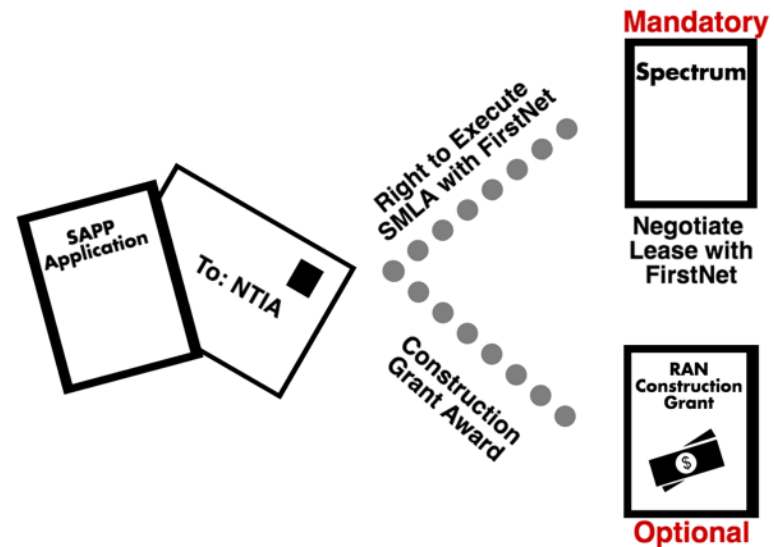 SAPP
Application
To: NTIA
Right to Execute
SMLA with FirstNet
Construction
Grant Award
Mandatory
Spectrum
Negotiate
Lease with
FirstNet
RAN
Construction
Grant
$
Optional